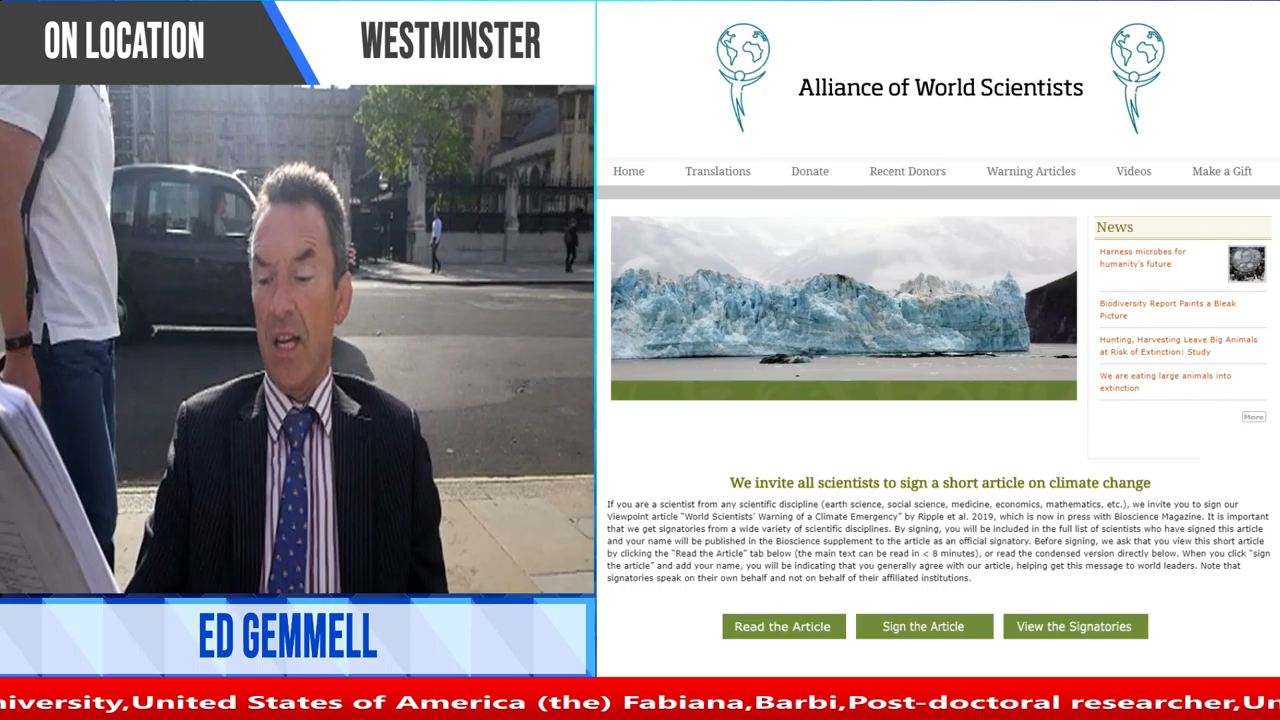 ON LOCATION
WESTMINSTER
Alliance of World Scientists
Home
Translations
Donate
Recent Donors
Warning Articles
Videos
Make a Gift
News
Harness microbes for
humanity's future
Biodiversity Report Paints a Bleak
Picture
Hunting, Harvesting Leave Big Animals
at Risk of Extinction: Study
We are eating large animals into
extinction
More
We invite all scientists to sign a short article on climate change
If you are a scientist from any scientific discipline (earth science, social science, medicine, economics, mathematics, etc.), we invite you to sign our
Viewpoint article “World Scientists’ Warning of a Climate Emergency” by Ripple et al. 2019, which is now in press with Bioscience Magazine. It is important
that we get signatories from a wide variety of scientific disciplines. By signing, you will be included in the full list of scientists who have signed this article
and your name will be published in the Bioscience supplement to the article as an official signatory. Before signing, we ask that you view this short article
by clicking the “Read the Article” tab below (the main text can be read in < 8 minutes), or read the condensed version directly below. When you click “sign
the article” and add your name, you will be indicating that you generally agree with our article, helping get this message to world leaders. Note that
signatories speak on their own behalf and not on behalf of their affiliated institutions.
Read the Article
Sign the Article
View the Signatories
ED GEMMELL
niversity,United States of America (the) Fabiana,Barbi,Post-doctoral researcher,Un